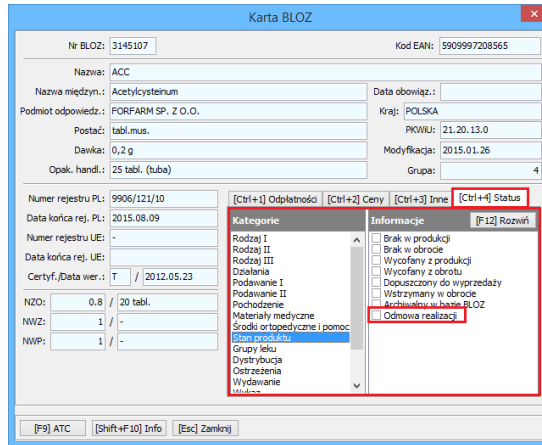 Karta BLOZ
x
Nr BLOZ: 3145107 Kod EAN: 5909997208565
Nazwa: ACC
Nazwa międzyn.: Acetylcysteinum Data obowiąz.:
Podmiot odpowiedz.: FORFARM SP. Z O.O. Kraj: POLSKA
Postać: tabl.mus. PKWiU: 21.20.13.0
Dawka: 0,2 g Modyfikacja: 2015.01.26
Opak. handl.: 25 tabl. (tuba) Grupa: 4
Numer rejestru PL: 9906/121/10
Data końca rej. PL: 2015.08.09
Numer rejestru UE: -
Data końca rej. UE:
Certyf./Data wer.: T / 2012.05.23
NZO: 0.8 / 20 tabl.
NWZ: 1 / -
NWP: 1 / -
[Ctrl+1] Odpłatności [Ctrl+2] Ceny [Ctrl+3] Inne [Ctrl+4] Status
Kategorie
Rodzaj I
Rodzaj II
Rodzaj III
Działania
Podawanie I
Podawanie II
Pochodzenie
Materiały medyczne
Środki ortopedyczne i pomoc
Stan produktu
Grupy leku
Dystrybucja
Ostrzeżenia
Wydawanie
Wykaz
Informacje [F12] Rozwiń
Brak w produkcji
Brak w obrocie
Wycofany z produkcji
Wycofany z obrotu
Dopuszczony do wyprzedaży
Wstrzymany w obrocie
Archiwalny w bazie BLOZ
Odmowa realizacji
[F9] ATC [Shift+F10] Info [Esc] Zamknij